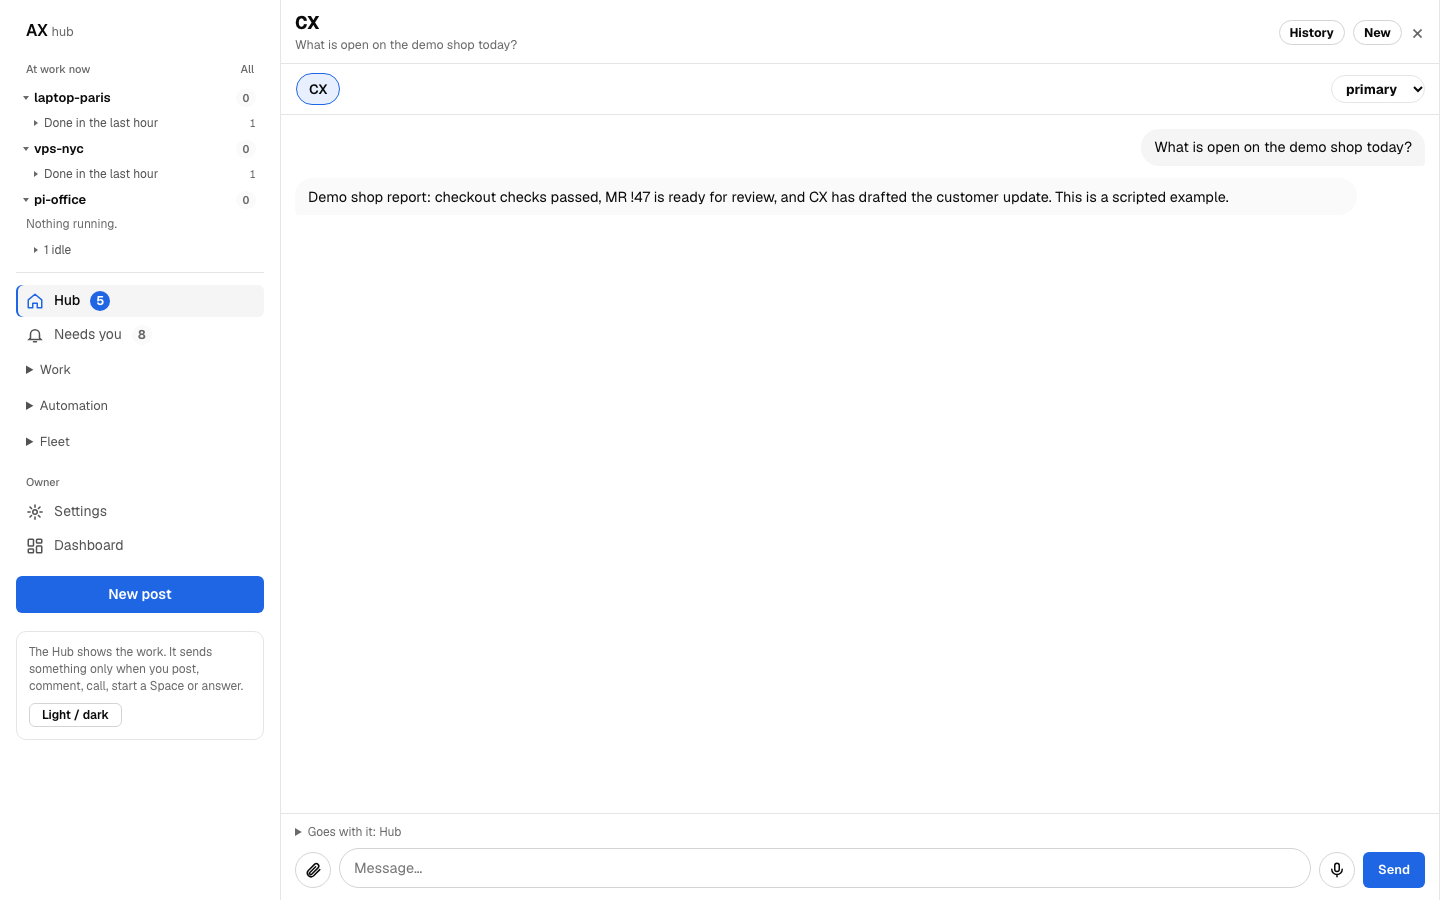 AX hub
At work now
All
laptop-paris
0
Done in the last hour
1
vps-nyc
0
Done in the last hour
1
pi-office
0
Nothing running.
1 idle
Hub
5
Needs you
8
Work
Automation
Fleet
Owner
Settings
Dashboard
New post
The Hub shows the work. It sends
something only when you post,
comment, call, start a Space or answer.
Light / dark
CX
What is open on the demo shop today?
History
New
CX
primary
What is open on the demo shop today?
Demo shop report: checkout checks passed, MR !47 is ready for review, and CX has drafted the customer update. This is a scripted example.
Goes with it: Hub
Message...
Send